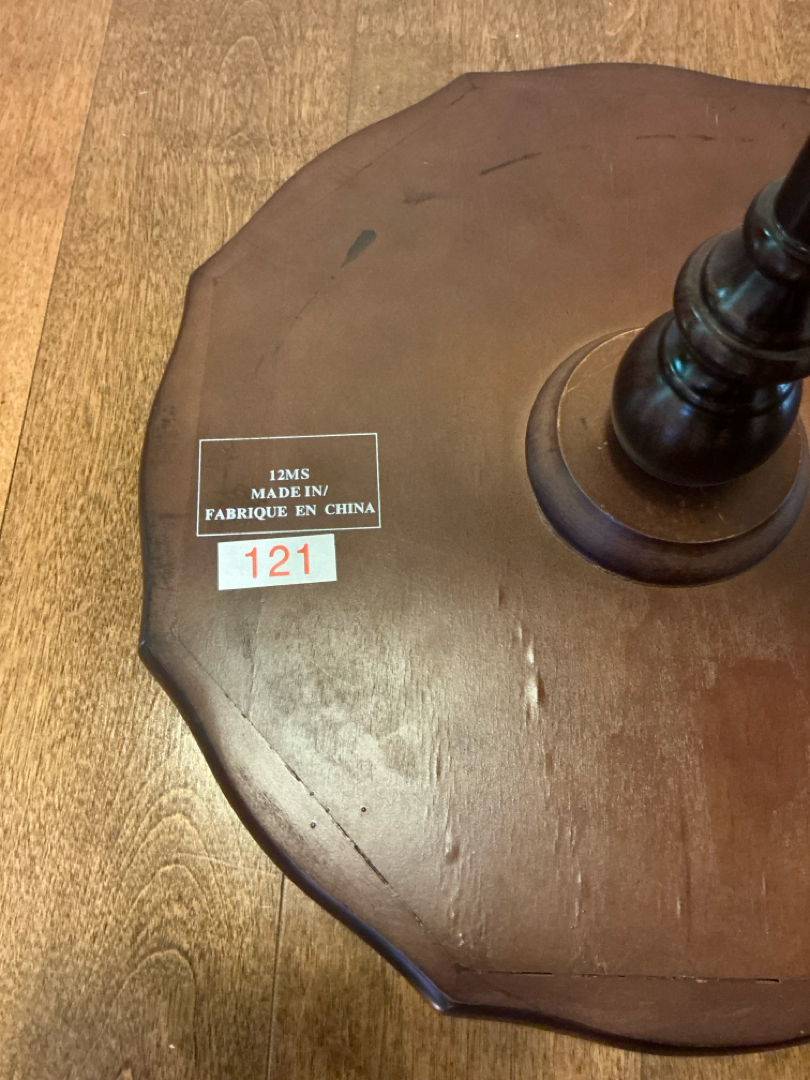 12MS
MADE IN/
FABRIQUE EN CHINA
121